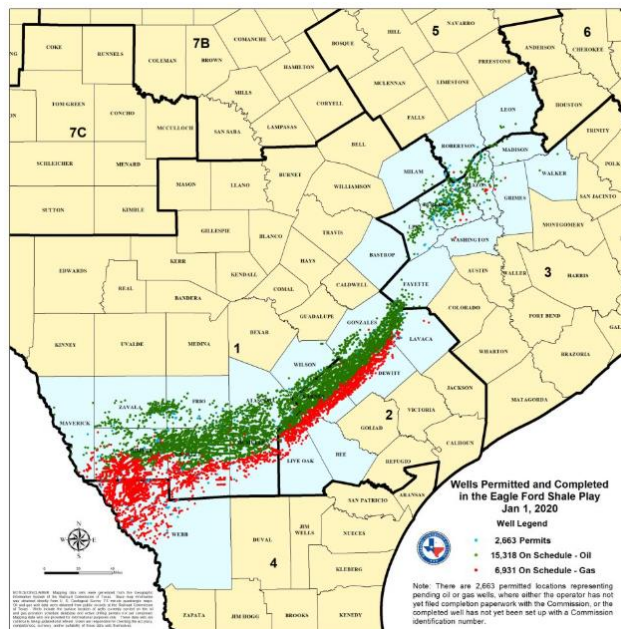 COKE
RUNNELS
COLEMAN
7B
BROWN
COMANCHE
HAMILTON
BOSQUE
HILL
5
NAVARRO
FREESTONE
ANDERSON
6
CHEROKEE
MILLS
CORYELL
MCLENNAN
LIMESTONE
LEON
HOUSTON
TOM GREEN
CONCHO
MCCULLOCH
SAN SABA
LAMPASAS
FALLS
7C
BELL
ROBERTSON
MADISON
TRINITY
SCHLEICHER
MENARD
MASON
LLANO
BURNET
WILLIAMSON
MILAM
WALKER
SAN JACINTO
SUTTON
KIMBLE
GRIMES
MONTGOMERY
GILLESPIE
BLANCO
TRAVIS
BASTROP
WASHINGTON
EDWARDS
KERR
HAYS
AUSTIN
WALLER
3
HARRIS
REAL
BANDERA
KENDALL
COMAL
CALDWELL
FAYETTE
COLORADO
FORT BEND
KINNEY
UVALDE
MEDINA
BEXAR
GUADALUPE
GONZALES
LAVACA
WHARTON
BRAZORIA
1
WILSON
DEWITT
JACKSON
MATAGORDA
MAVERICK
ZAVALA
FRIO
2
VICTORIA
GOLIAD
CALHOUN
LIVE OAK
BEE
REFUGIO
SAN PATRICIO
ARANSAS
WEBB
DUVAL
JIM WELLS
NUECES
4
KLEBERG
ZAPATA
JIM HOGG
BROOKS
KENEDY
Wells Permitted and Completed
in the Eagle Ford Shale Play
Jan 1, 2020
Well Legend
2,663 Permits
15,318 On Schedule - Oil
6,931 On Schedule - Gas
Note: There are 2,663 permitted locations representing
pending oil or gas wells, where either the operator has not
yet filed completion paperwork with the Commission, or the
completed well has not yet been set up with a Commission
identification number.